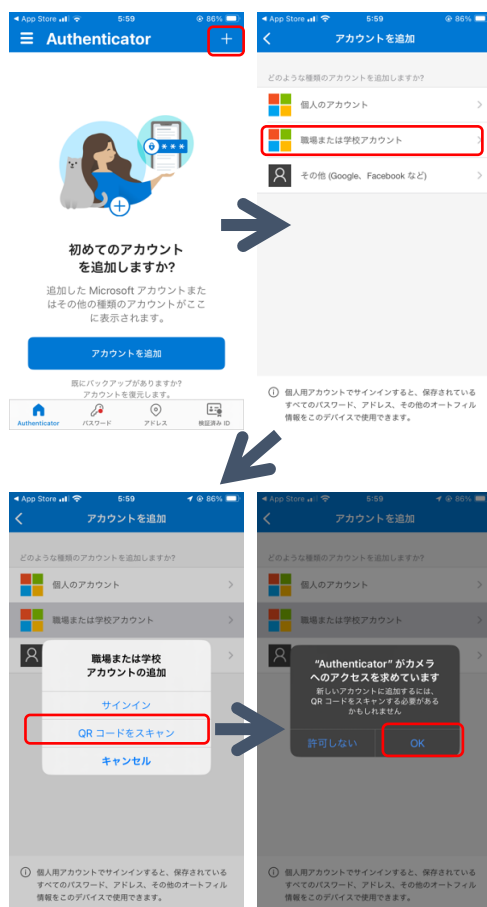 App Store 5:59 86%
Authenticator
初めてのアカウント
を追加しますか?
追加した Microsoft アカウントまた
はその他の種類のアカウントがここ
に表示されます。
アカウントを追加
既にバックアップがありますか?
アカウントを復元します。
Authenticator パスワード アドレス 検証済み ID
App Store 5:59 86%
アカウントを追加
どのような種類のアカウントを追加しますか?
個人のアカウント
職場または学校アカウント
その他 (Google、Facebook など)
個人用アカウントでサインインすると、保存されている
すべてのパスワード、アドレス、その他のオートフィル
情報をこのデバイスで使用できます。
App Store 5:59 86%
アカウントを追加
どのような種類のアカウントを追加しますか?
個人のアカウント
職場または学校アカウント
職場または学校
アカウントの追加
サインイン
QR コードをスキャン
キャンセル
個人用アカウントでサインインすると、保存されている
すべてのパスワード、アドレス、その他のオートフィル
情報をこのデバイスで使用できます。
App Store 5:59 86%
アカウントを追加
どのような種類のアカウントを追加しますか?
個人のアカウント
職場または学校アカウント
"Authenticator" がカメラ
へのアクセスを求めています
新しいアカウントに追加するには、
QR コードをスキャンする必要がある
かもしれません
許可しない OK
個人用アカウントでサインインすると、保存されている
すべてのパスワード、アドレス、その他のオートフィル
情報をこのデバイスで使用できます。